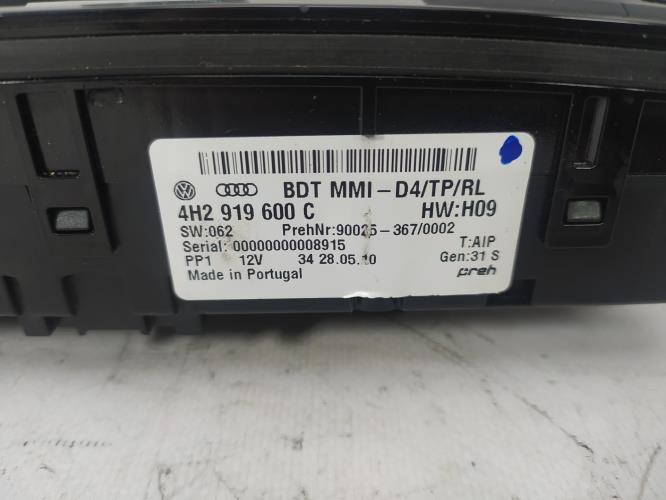 BDT MMI-D4/TP/RL
4H2 919 600 C HW:H09
SW:062 PrehNr:90025-367/0002
Serial: 00000000008915 T:AIP
PP1 12V 34 28.05.10 Gen:31 S
Made in Portugal preh